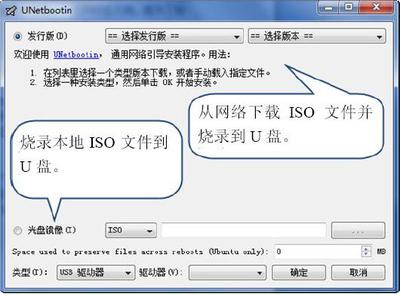 UNetbootin
发行版(D) == 选择发行版 == == 选择版本 ==
欢迎使用 UNetbootin, 通用网络引导安装程序。用法:
1. 在列表里选择一个类型版本下载，或者手动载入指定文件。
2. 选择一种安装类型，然后单击 OK 开始安装。
从网络下载 ISO 文件并
烧录到 U 盘。
烧录本地 ISO 文件到
U 盘。
光盘镜像(I) ISO ...
Space used to preserve files across reboots (Ubuntu only): 0 MB
类型(T): USB 驱动器 驱动器(V): 确定 取消